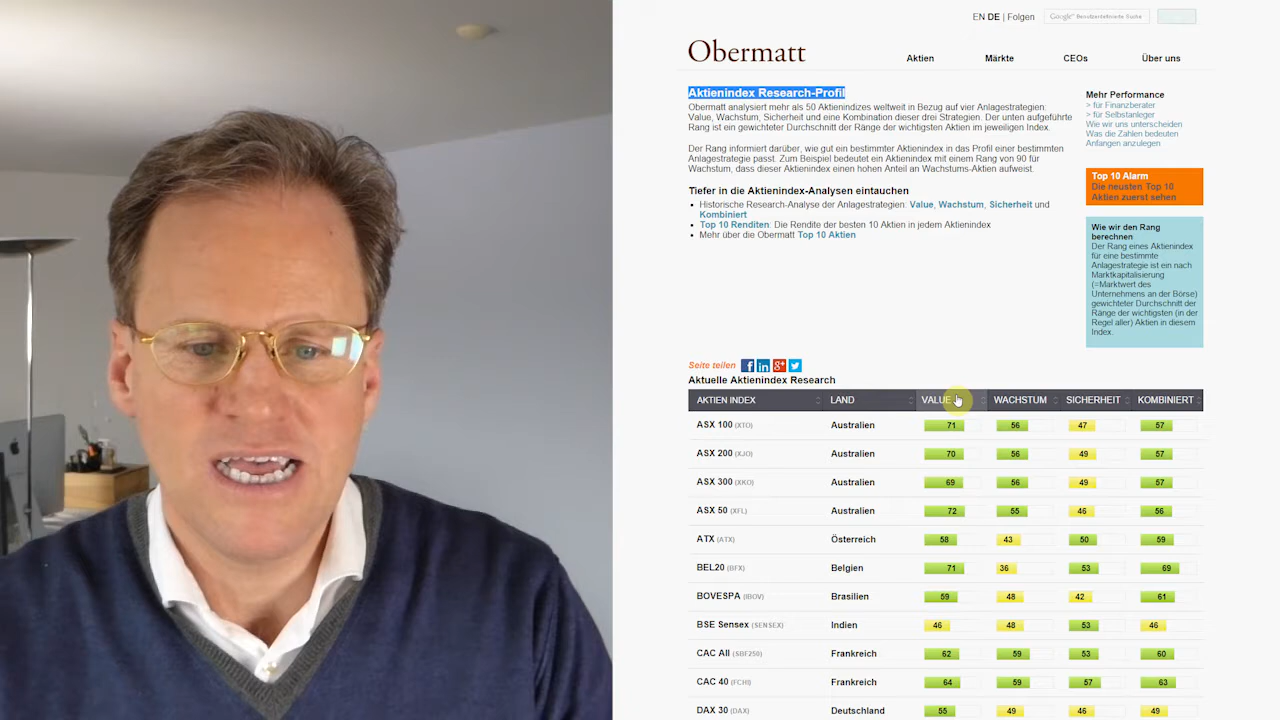 EN DE | Folgen
Google Benutzerdefinierte Suche
Obermatt
Aktien Märkte CEOs Über uns
Aktienindex Research-Profil
Obermatt analysiert mehr als 50 Aktienindizes weltweit in Bezug auf vier Anlagestrategien:
Value, Wachstum, Sicherheit und eine Kombination dieser drei Strategien. Der unten aufgeführte
Rang ist ein gewichteter Durchschnitt der Ränge der wichtigsten Aktien im jeweiligen Index.
Der Rang informiert darüber, wie gut ein bestimmter Aktienindex in das Profil einer bestimmten
Anlagestrategie passt. Zum Beispiel bedeutet ein Aktienindex mit einem Rang von 90 für
Wachstum, dass dieser Aktienindex einen hohen Anteil an Wachstums-Aktien aufweist.
Tiefer in die Aktienindex-Analysen eintauchen
Historische Research-Analyse der Anlagestrategien: Value, Wachstum, Sicherheit und
Kombiniert
Top 10 Renditen: Die Rendite der besten 10 Aktien in jedem Aktienindex
Mehr über die Obermatt Top 10 Aktien
Mehr Performance
> für Finanzberater
> für Selbstanleger
Wie wir uns unterscheiden
Was die Zahlen bedeuten
Anfangen anzulegen
Top 10 Alarm
Die neusten Top 10
Aktien zuerst sehen
Wie wir den Rang
berechnen
Der Rang eines Aktienindex
für eine bestimmte
Anlagestrategie ist ein nach
Marktkapitalisierung
(=Marktwert des
Unternehmens an der Börse)
gewichteter Durchschnitt der
Ränge der wichtigsten (in der
Regel aller) Aktien in diesem
Index.
Seite teilen
Aktuelle Aktienindex Research
AKTIEN INDEX LAND VALUE WACHSTUM SICHERHEIT KOMBINIERT
ASX 100 (XTO) Australien 71 56 47 57
ASX 200 (XJO) Australien 70 56 49 57
ASX 300 (XKO) Australien 69 56 49 57
ASX 50 (XFL) Australien 72 55 46 56
ATX (ATX) Österreich 58 43 50 59
BEL20 (BFX) Belgien 71 36 53 69
BOVESPA (IBOV) Brasilien 59 48 42 61
BSE Sensex (SENSEX) Indien 46 48 53 46
CAC All (SBF250) Frankreich 62 59 53 60
CAC 40 (FCHI) Frankreich 64 59 57 63
DAX 30 (DAX) Deutschland 55 49 46 49